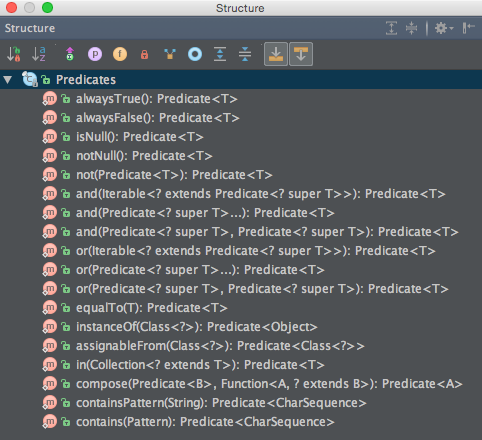 Structure
Structure
Predicates
alwaysTrue(): Predicate<T>
alwaysFalse(): Predicate<T>
isNull(): Predicate<T>
notNull(): Predicate<T>
not(Predicate<T>): Predicate<T>
and(Iterable<? extends Predicate<? super T>>): Predicate<T>
and(Predicate<? super T>...): Predicate<T>
and(Predicate<? super T>, Predicate<? super T>): Predicate<T>
or(Iterable<? extends Predicate<? super T>>): Predicate<T>
or(Predicate<? super T>...): Predicate<T>
or(Predicate<? super T>, Predicate<? super T>): Predicate<T>
equalTo(T): Predicate<T>
instanceOf(Class<?>): Predicate<Object>
assignableFrom(Class<?>): Predicate<Class<?>>
in(Collection<? extends T>): Predicate<T>
compose(Predicate<B>, Function<A, ? extends B>): Predicate<A>
containsPattern(String): Predicate<CharSequence>
contains(Pattern): Predicate<CharSequence>